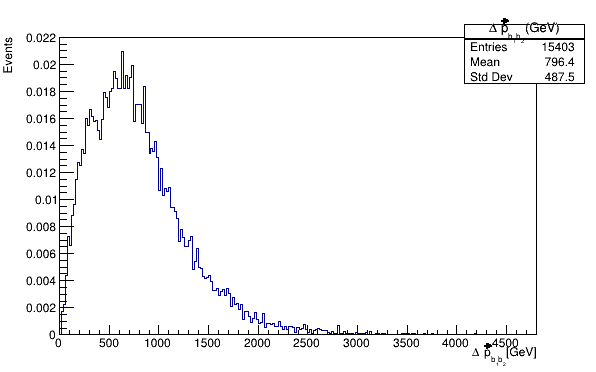 Δ p⃗ b₁b₂ (GeV)
Entries 15403
Mean 796.4
Std Dev 487.5
Events
0.022
0.02
0.018
0.016
0.014
0.012
0.01
0.008
0.006
0.004
0.002
0
0 500 1000 1500 2000 2500 3000 3500 4000 4500
Δ p⃗ b₁b₂ [GeV]